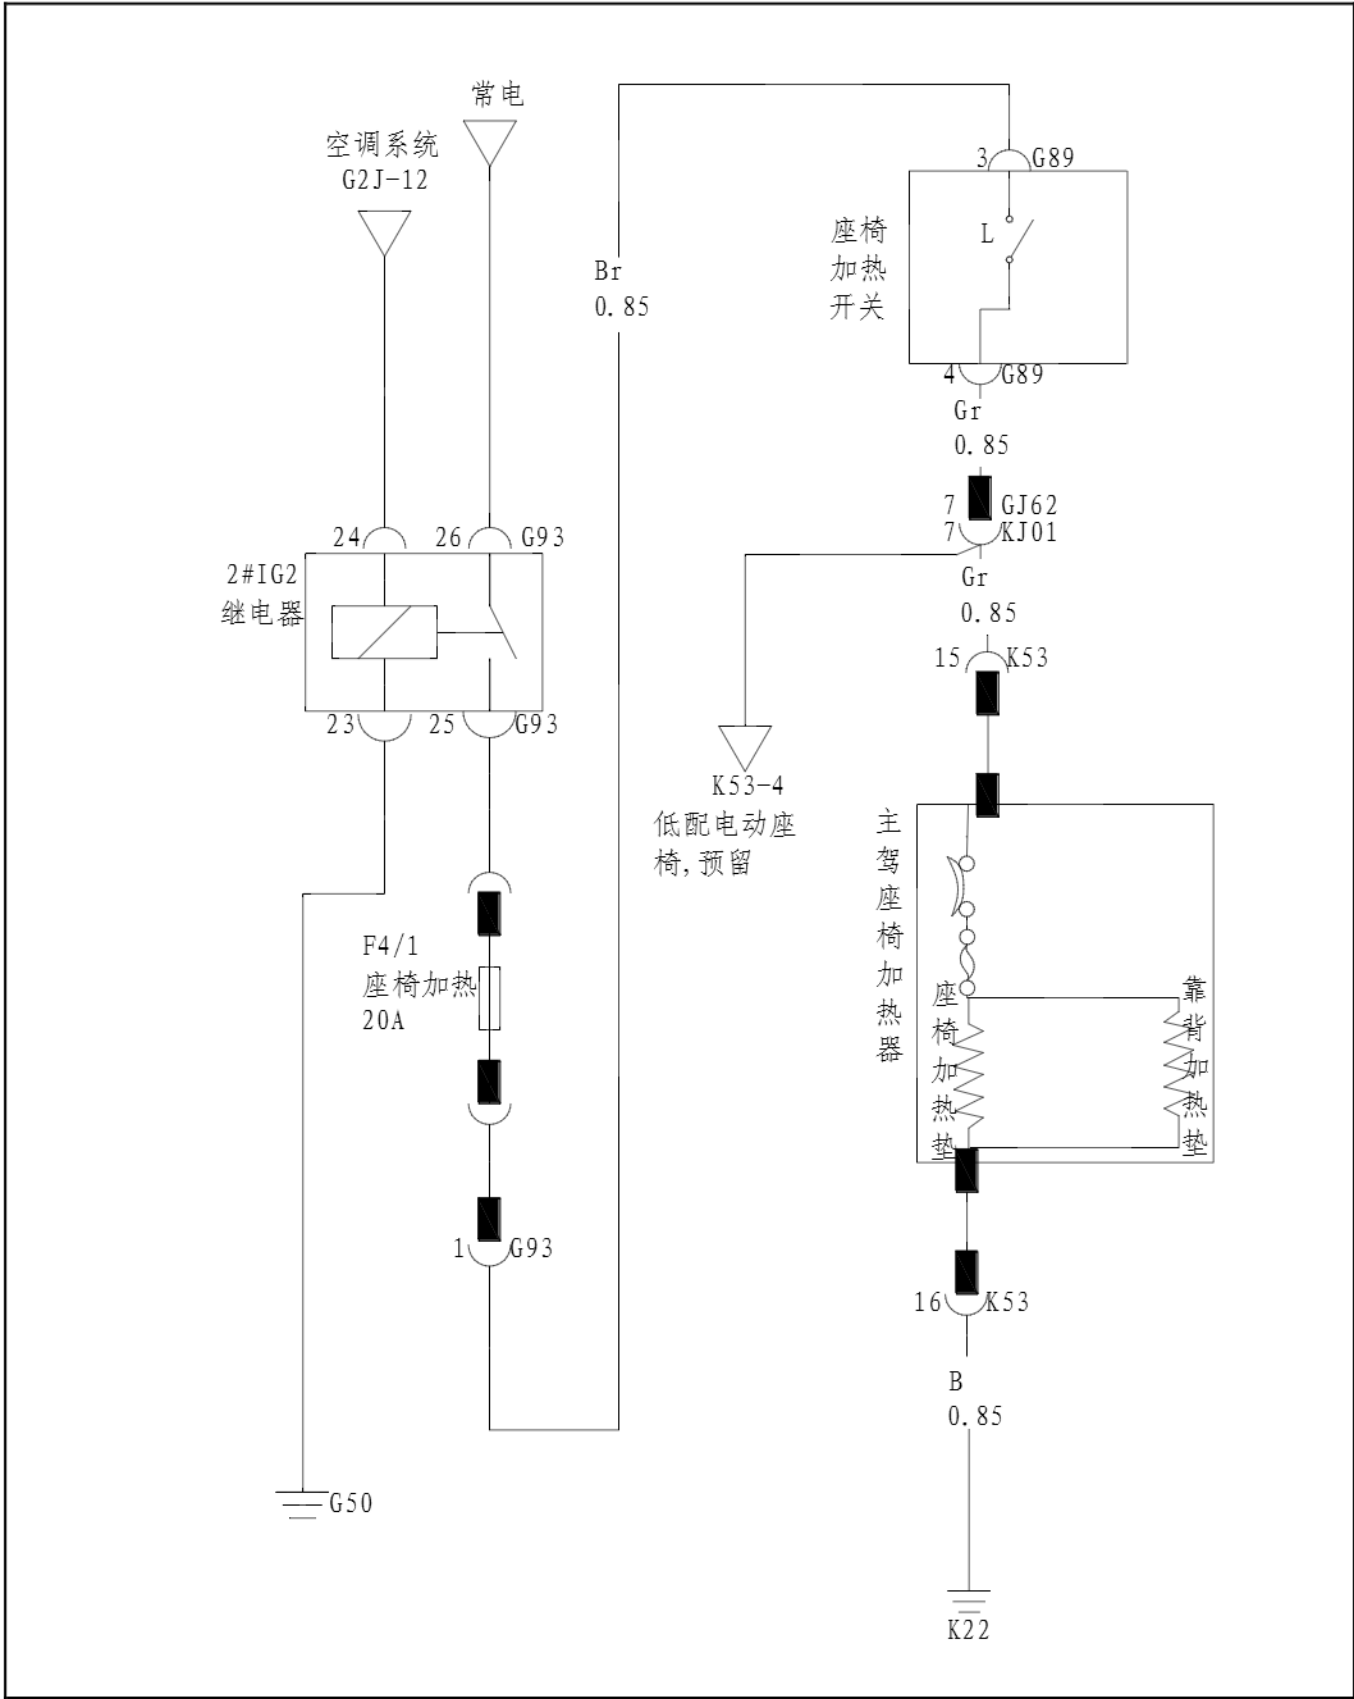 常电
空调系统
G2J-12
3
G89
座椅
加热
开关
L
Br
0.85
4
G89
Gr
0.85
7
GJ62
7
KJ01
24
26
G93
2#IG2
继电器
Gr
0.85
15
K53
23
25
G93
K53-4
低配电动座
椅,预留
主驾座椅加热器
F4/1
座椅加热
20A
座椅加热垫
靠背加热垫
1
G93
16
K53
B
0.85
G50
K22